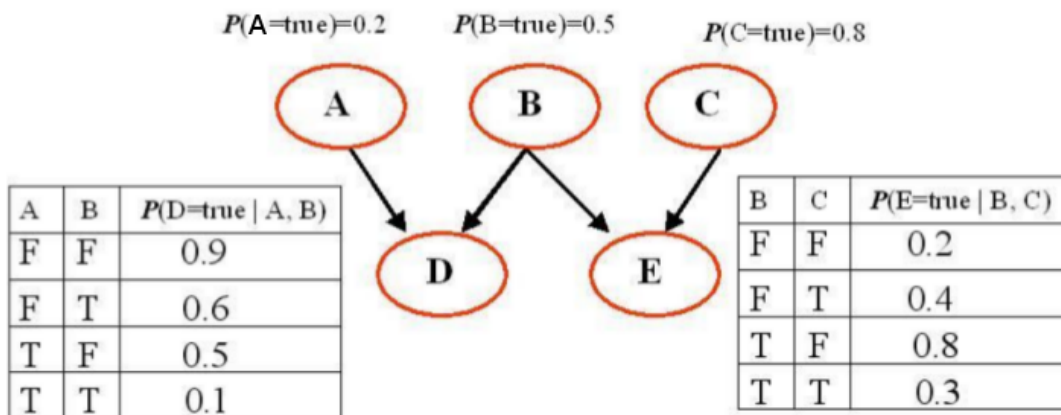 P(A=true)=0.2 P(B=true)=0.5 P(C=true)=0.8
A B C
D E
A B P(D=true | A, B)
F F 0.9
F T 0.6
T F 0.5
T T 0.1
B C P(E=true | B, C)
F F 0.2
F T 0.4
T F 0.8
T T 0.3